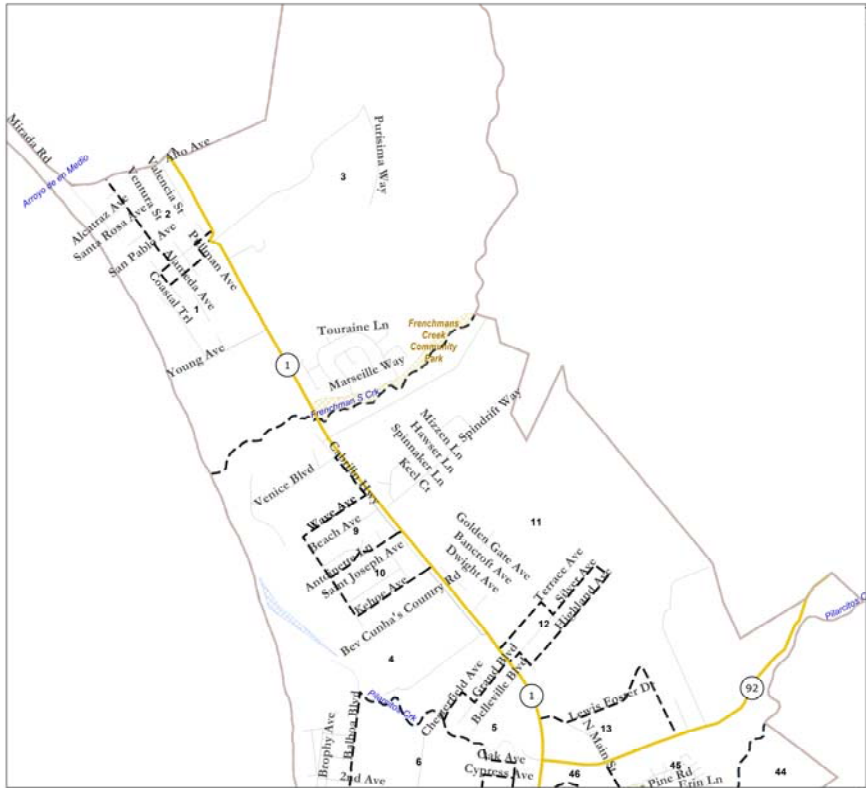 Mirada Rd
Arroyo de en Medio
Alto Ave
Valencia St
Ventura St
2
Alcatraz Ave
Santa Rosa Ave
San Pablo Ave
Pullman Ave
Alameda Ave
Coastal Trl
1
Purisima Way
3
Young Ave
Touraine Ln
Frenchmans
Creek
Community
Park
1
Marseille Way
Frenchman S Crk
Mizzen Ln
Hawser Ln
Spinnaker Ln
Keel Ct
Spindrift Way
Cabrillo Hwy
Venice Blvd
Wave Ave
Beach Ave
9
Antoinette Ln
Saint Joseph Ave
10
Kehoe Ave
Golden Gate Ave
Bancroft Ave
Dwight Ave
11
Terrace Ave
Silver Ave
Highland Ave
12
Bev Cunha's Country Rd
4
Grand Blvd
Belleville Blvd
Chesterfield Ave
Pilarcitos Crk
Pilarcitos C
1
92
Lewis Foster Dr
N Main St
13
5
Balboa Blvd
Brophy Ave
6
2nd Ave
Oak Ave
Cypress Ave
46
45
Pine Rd
Erin Ln
44